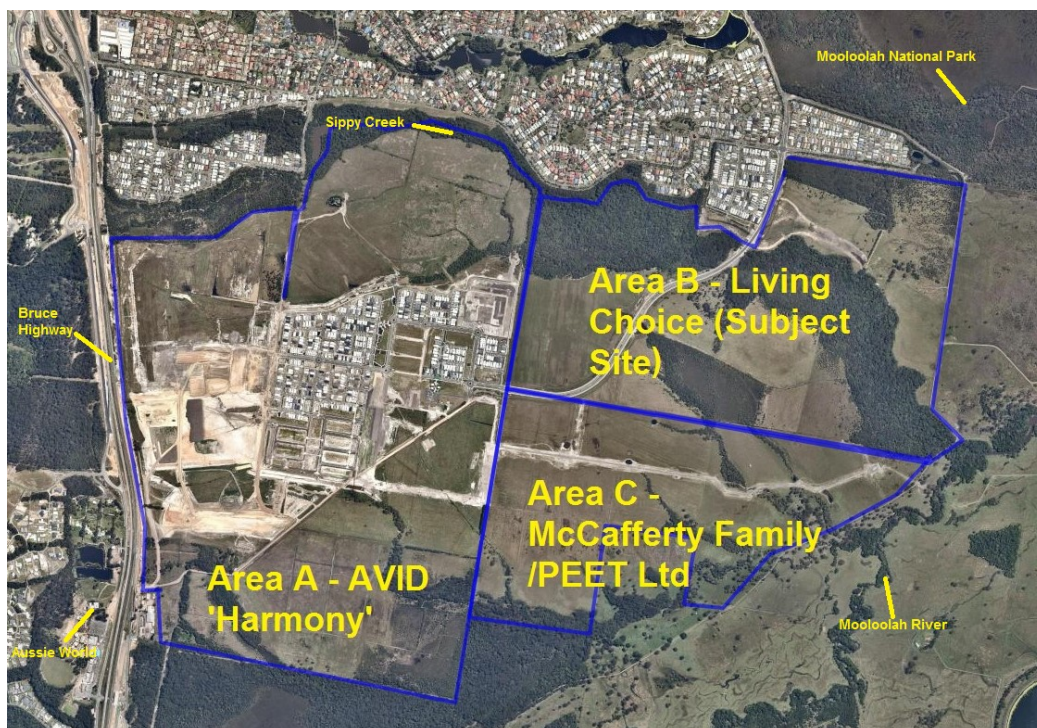 Mooloolah National Park
Sippy Creek
Area B - Living
Choice (Subject
Site)
Bruce
Highway
Area C -
McCafferty Family
/PEET Ltd
Area A - AVID
'Harmony'
Mooloolah River
Aussie World